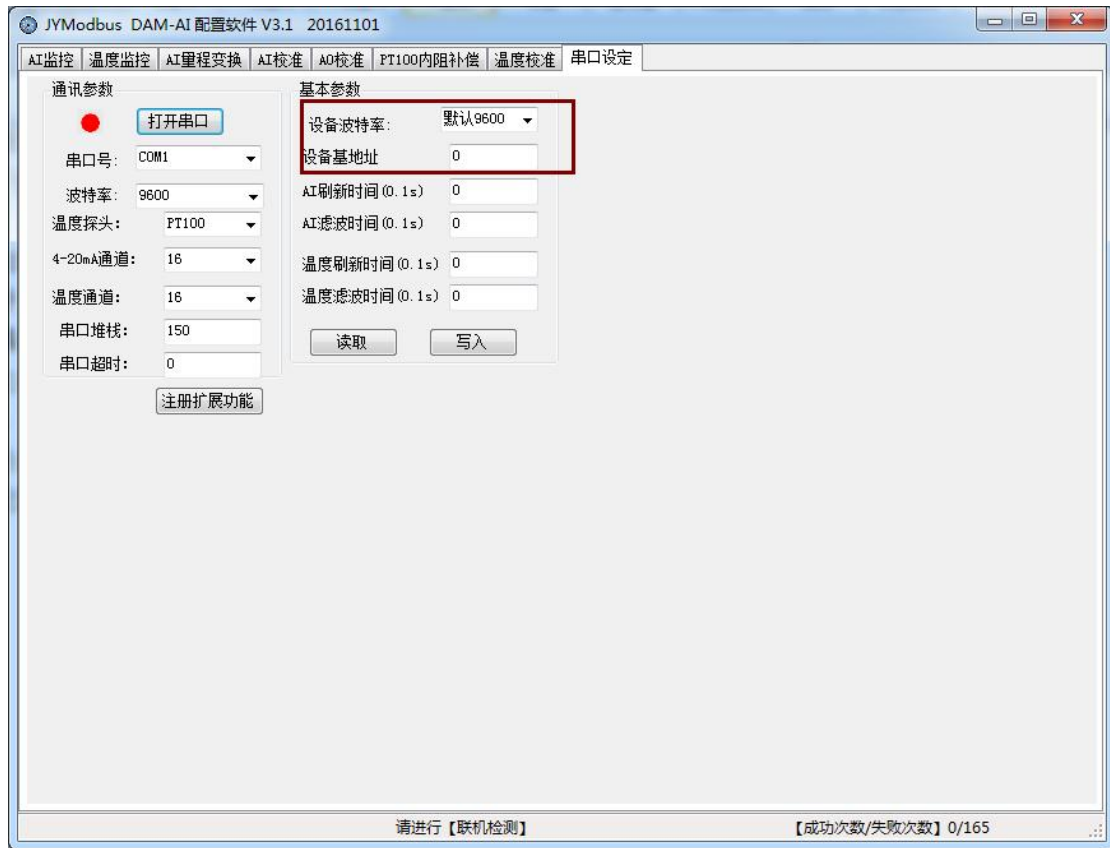 JYModbus DAM-AI 配置软件 V3.1 20161101
AI监控 温度监控 AI量程变换 AI校准 AO校准 PT100内阻补偿 温度校准 串口设定
通讯参数
打开串口
串口号: COM1
波特率: 9600
温度探头: PT100
4-20mA通道: 16
温度通道: 16
串口堆栈: 150
串口超时: 0
注册扩展功能
基本参数
设备波特率: 默认9600
设备基地址 0
AI刷新时间(0.1s) 0
AI滤波时间(0.1s) 0
温度刷新时间(0.1s) 0
温度滤波时间(0.1s) 0
读取 写入
请进行【联机检测】 【成功次数/失败次数】0/165